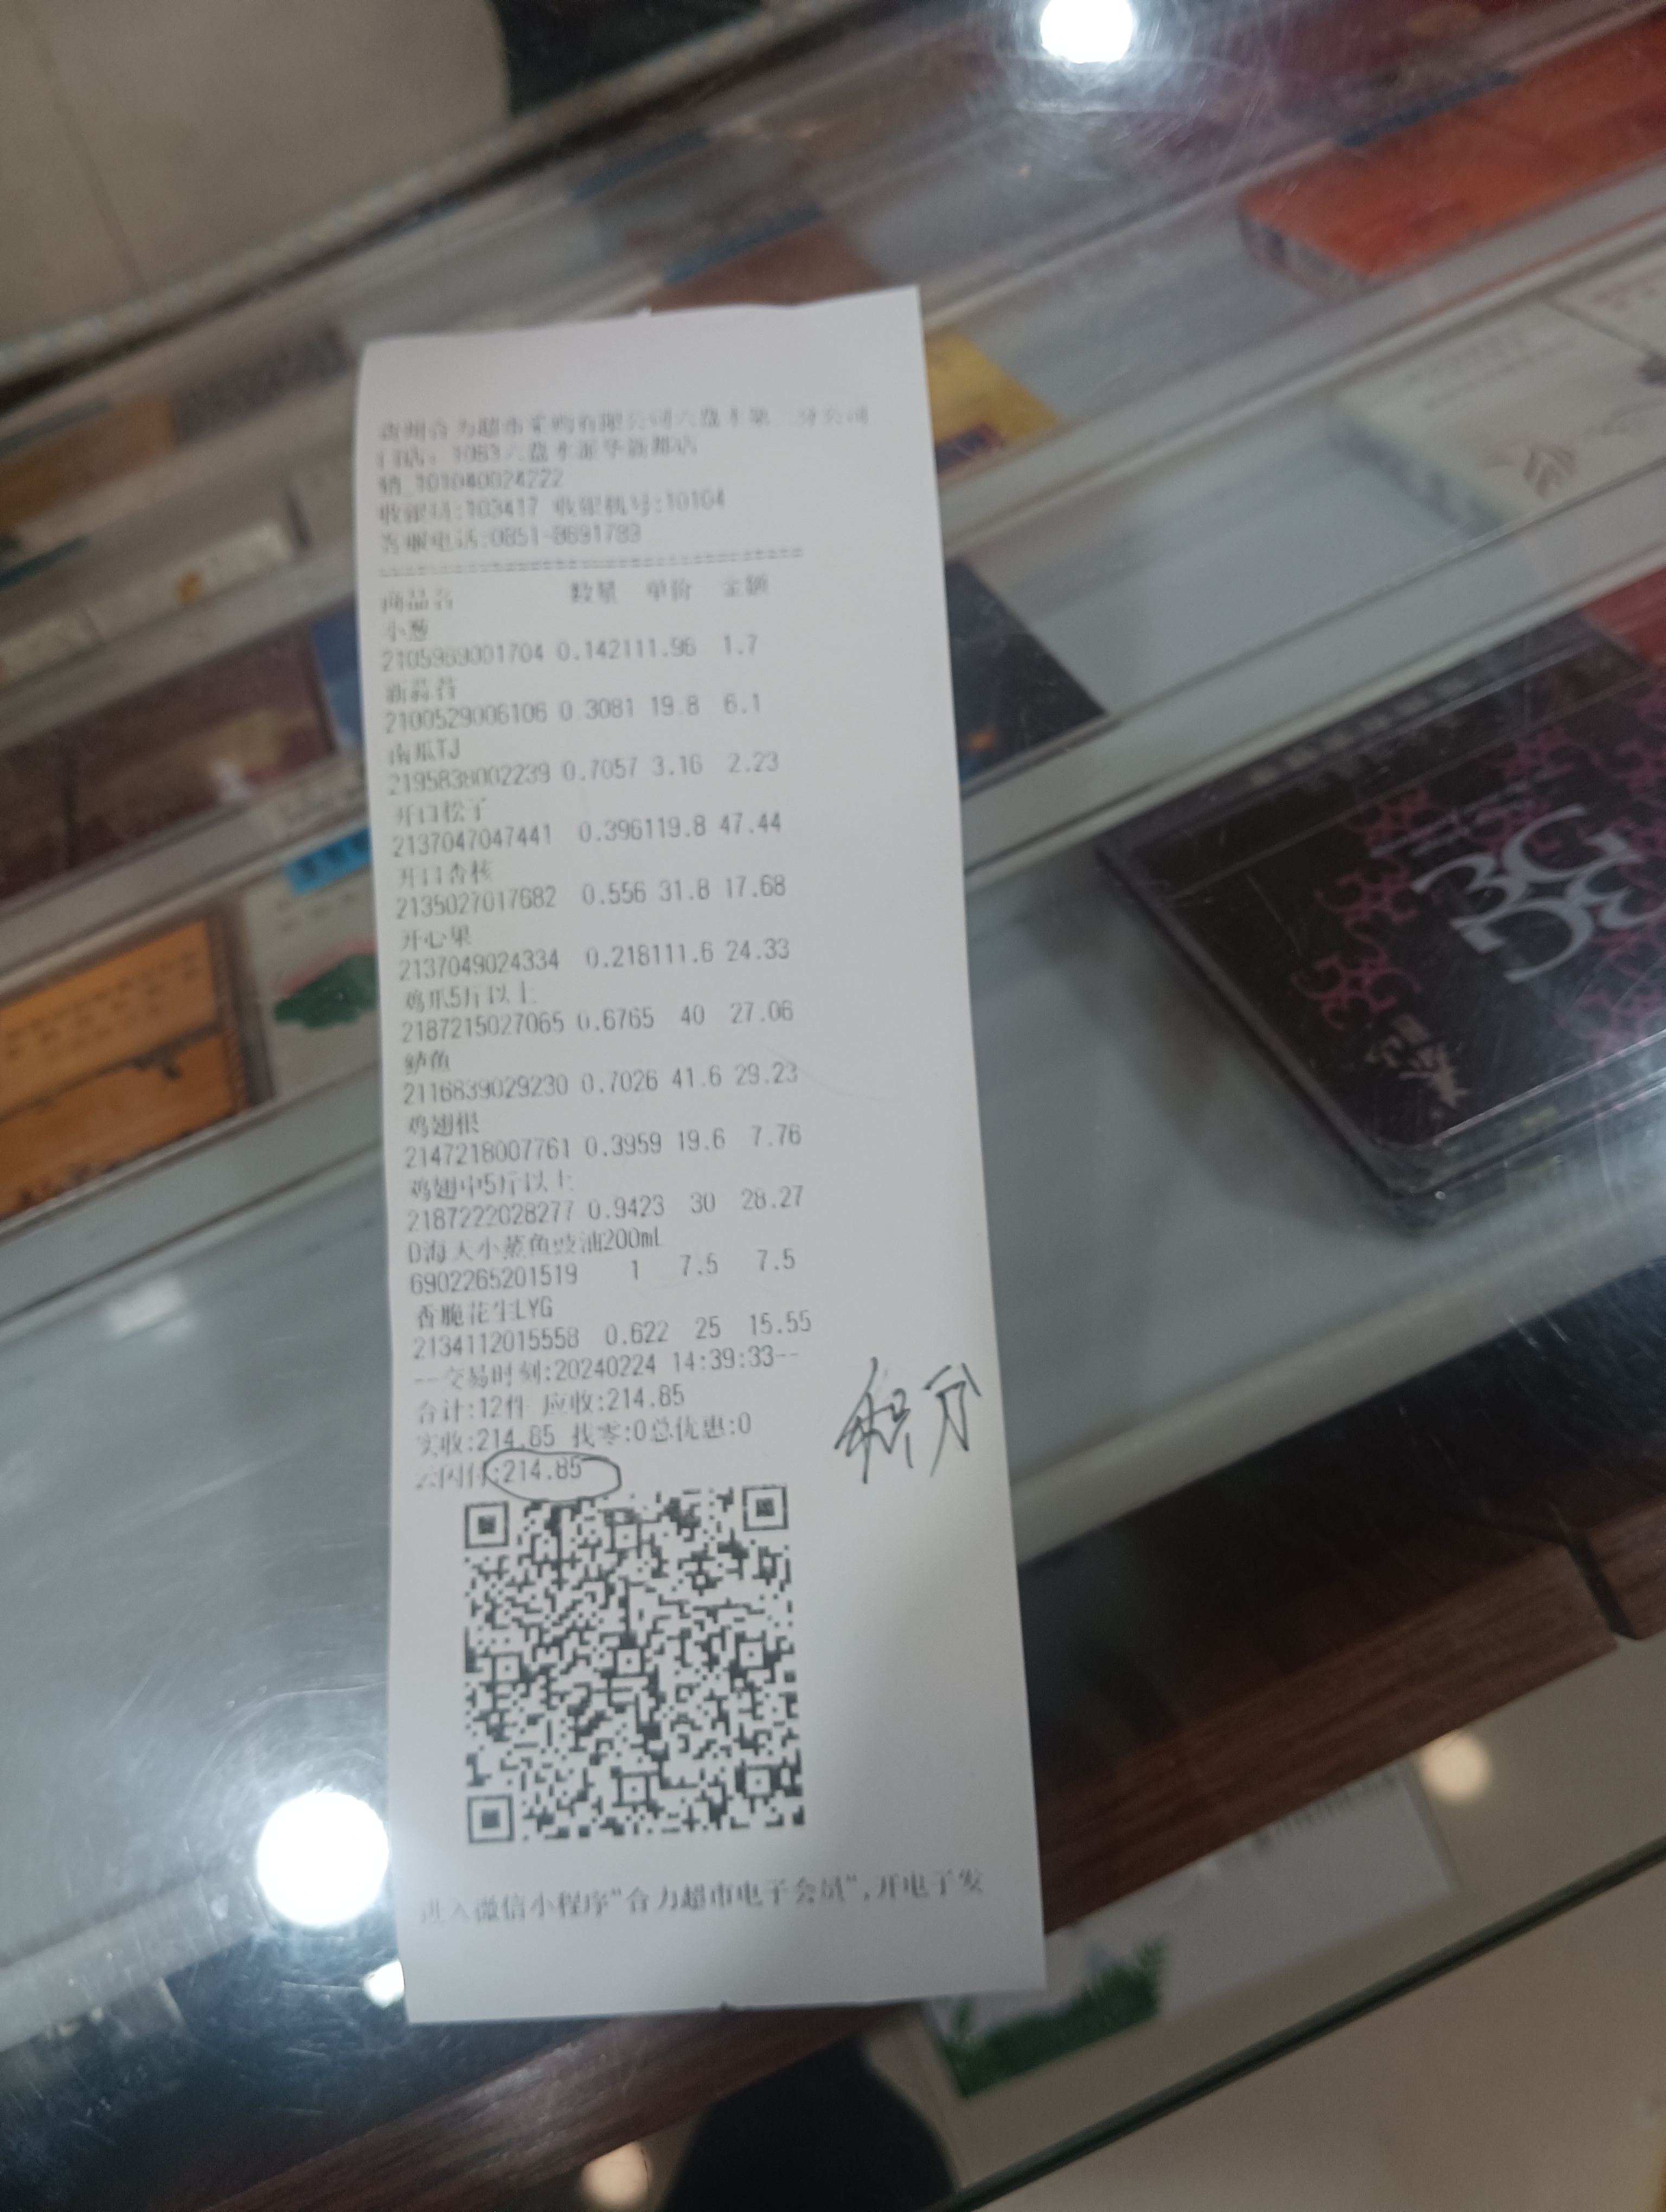 贵州合力超市采购有限公司六盘水第二分公司
门店: 1083六盘水
销_101040024222
收银员:103417 收银机号:10104
客服电话:0851-8691789
商品名 数量 单价 金额
小葱
2105969001704 0.142111.96 1.7
新蒜苔
2100529006106 0.3081 19.8 6.1
南瓜TJ
2195838002239 0.7057 3.16 2.23
开口松子
2137047047441 0.396119.8 47.44
开口杏核
2135027017682 0.556 31.8 17.68
开心果
2137049024334 0.218111.6 24.33
鸡爪5斤以上
2187215027065 0.6765 40 27.06
鲈鱼
2116839029230 0.7026 41.6 29.23
鸡翅根
2147218007761 0.3959 19.6 7.76
鸡翅中5斤以上
2187222028277 0.9423 30 28.27
D海天小蒸鱼豉油200ml
6902265201519 1 7.5 7.5
香脆花生LYG
2134112015558 0.622 25 15.55
--交易时刻:20240224 14:39:33--
合计:12件 应收:214.85
实收:214.85 找零:0总优惠:0
云闪付:214.85
积分
进入微信小程序"合力超市电子会员",开电子发